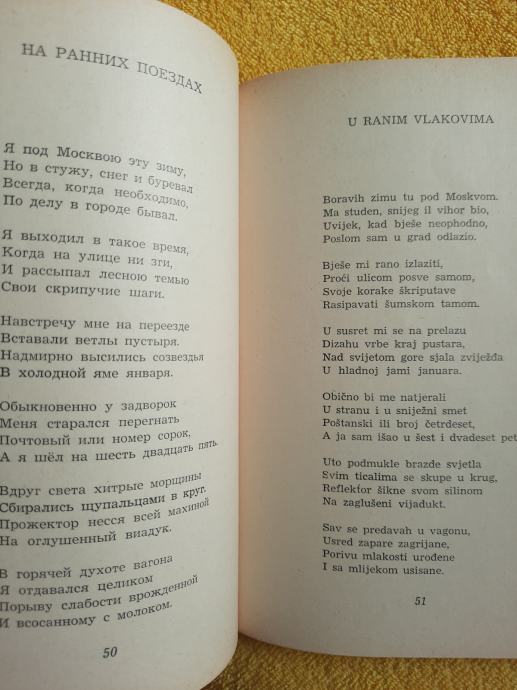 НА РАННИХ ПОЕЗДАХ
Я под Москвою эту зиму,
Но в стужу, снег и буревал
Всегда, когда необходимо,
По делу в городе бывал.
Я выходил в такое время,
Когда на улице ни зги,
И рассыпал лесною темью
Свои скрипучие шаги.
Навстречу мне на переезде
Вставали ветлы пустыря.
Надмирно высились созвездья
В холодной яме января.
Обыкновенно у задворок
Меня старался перегнать
Почтовый или номер сорок,
А я шёл на шесть двадцать пять.
Вдруг света хитрые морщины
Сбирались щупальцами в круг.
Прожектор несся всей махиной
На оглушенный виадук.
В горячей духоте вагона
Я отдавался целиком
Порыву слабости врожденной
И всосанному с молоком.
50
U RANIM VLAKOVIMA
Boravih zimu tu pod Moskvom.
Ma studen, snijeg il vihor bio,
Uvijek, kad bješe neophodno,
Poslom sam u grad odlazio.
Bješe mi rano izlaziti,
Proći ulicom posve samom,
Svoje korake škriputave
Rasipavati šumskom tamom.
U susret mi se na prelazu
Dizahu vrbe kraj pustara,
Nad svijetom gore sjala zviježđa
U hladnoj jami januara.
Obično bi me natjerali
U stranu i u sniježni smet
Poštanski ili broj četrdeset,
A ja sam išao u šest i dvadeset pet
Uto podmukle brazde svjetla
Svim ticalima se skupe u krug,
Reflektor šikne svom silinom
Na zaglušeni vijadukt.
Sav se predavah u vagonu,
Usred zapare zagrijane,
Porivu mlakosti urođene
I sa mlijekom usisane.
51